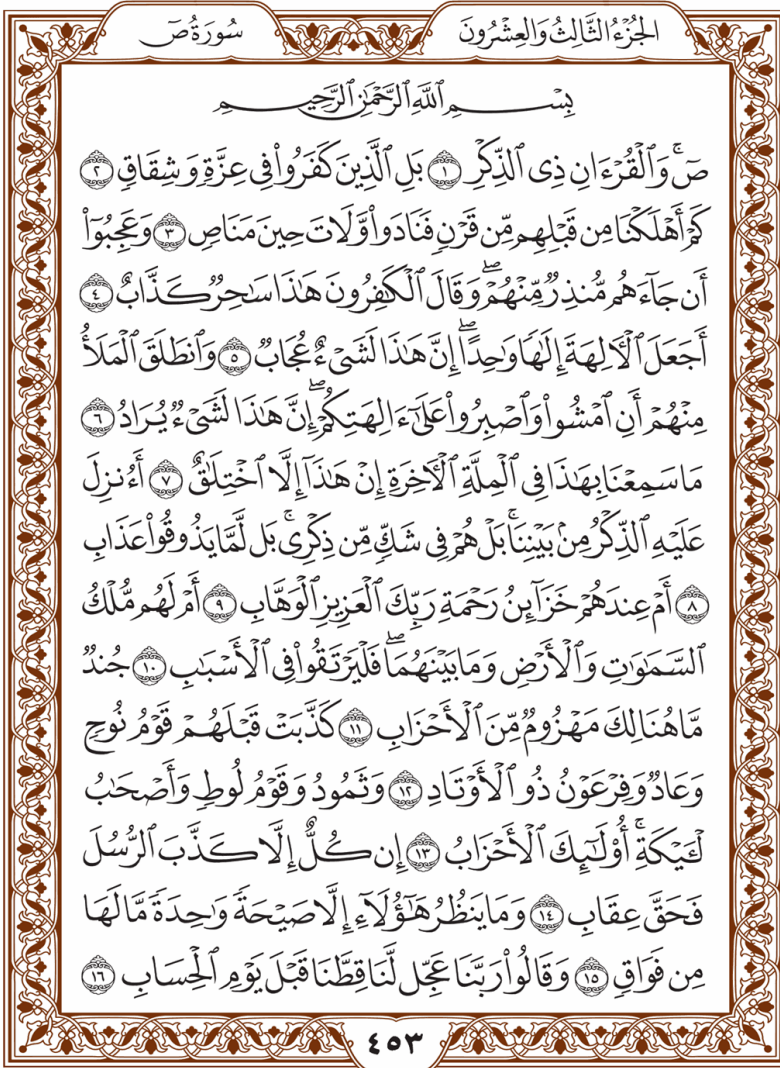 الجُزْءُ الثَّالِثُ وَالعِشْرُونَ
سُورَةُ صٓ
بِسْمِ ٱللَّهِ ٱلرَّحْمَٰنِ ٱلرَّحِيمِ
صٓۚ وَٱلْقُرْءَانِ ذِى ٱلذِّكْرِ ١ بَلِ ٱلَّذِينَ كَفَرُوا۟ فِى عِزَّةٍ وَشِقَاقٍ ٢
كَمْ أَهْلَكْنَا مِن قَبْلِهِم مِّن قَرْنٍ فَنَادَوا۟ وَّلَاتَ حِينَ مَنَاصٍ ٣ وَعَجِبُوٓا۟
أَن جَآءَهُم مُّنذِرٌ مِّنْهُمْۖ وَقَالَ ٱلْكَٰفِرُونَ هَٰذَا سَٰحِرٌ كَذَّابٌ ٤
أَجَعَلَ ٱلْءَالِهَةَ إِلَٰهًا وَٰحِدًاۖ إِنَّ هَٰذَا لَشَىْءٌ عُجَابٌ ٥ وَٱنطَلَقَ ٱلْمَلَأُ
مِنْهُمْ أَنِ ٱمْشُوا۟ وَٱصْبِرُوا۟ عَلَىٰٓ ءَالِهَتِكُمْۖ إِنَّ هَٰذَا لَشَىْءٌ يُرَادُ ٦
مَا سَمِعْنَا بِهَٰذَا فِى ٱلْمِلَّةِ ٱلْءَاخِرَةِ إِنْ هَٰذَآ إِلَّا ٱخْتِلَٰقٌ ٧ أَءُنزِلَ
عَلَيْهِ ٱلذِّكْرُ مِنۢ بَيْنِنَاۚ بَلْ هُمْ فِى شَكٍّ مِّن ذِكْرِىۚ بَل لَّمَّا يَذُوقُوا۟ عَذَابِ
٨ أَمْ عِندَهُمْ خَزَآئِنُ رَحْمَةِ رَبِّكَ ٱلْعَزِيزِ ٱلْوَهَّابِ ٩ أَمْ لَهُم مُّلْكُ
ٱلسَّمَٰوَٰتِ وَٱلْأَرْضِ وَمَا بَيْنَهُمَاۖ فَلْيَرْتَقُوا۟ فِى ٱلْأَسْبَٰبِ ١٠ جُندٌ
مَّا هُنَالِكَ مَهْزُومٌ مِّنَ ٱلْأَحْزَابِ ١١ كَذَّبَتْ قَبْلَهُمْ قَوْمُ نُوحٍ
وَعَادٌ وَفِرْعَوْنُ ذُو ٱلْأَوْتَادِ ١٢ وَثَمُودُ وَقَوْمُ لُوطٍ وَأَصْحَٰبُ
لْـَٔيْكَةِۚ أُو۟لَٰٓئِكَ ٱلْأَحْزَابُ ١٣ إِن كُلٌّ إِلَّا كَذَّبَ ٱلرُّسُلَ
فَحَقَّ عِقَابِ ١٤ وَمَا يَنظُرُ هَٰٓؤُلَآءِ إِلَّا صَيْحَةً وَٰحِدَةً مَّا لَهَا
مِن فَوَاقٍ ١٥ وَقَالُوا۟ رَبَّنَا عَجِّل لَّنَا قِطَّنَا قَبْلَ يَوْمِ ٱلْحِسَابِ ١٦
٤٥٣